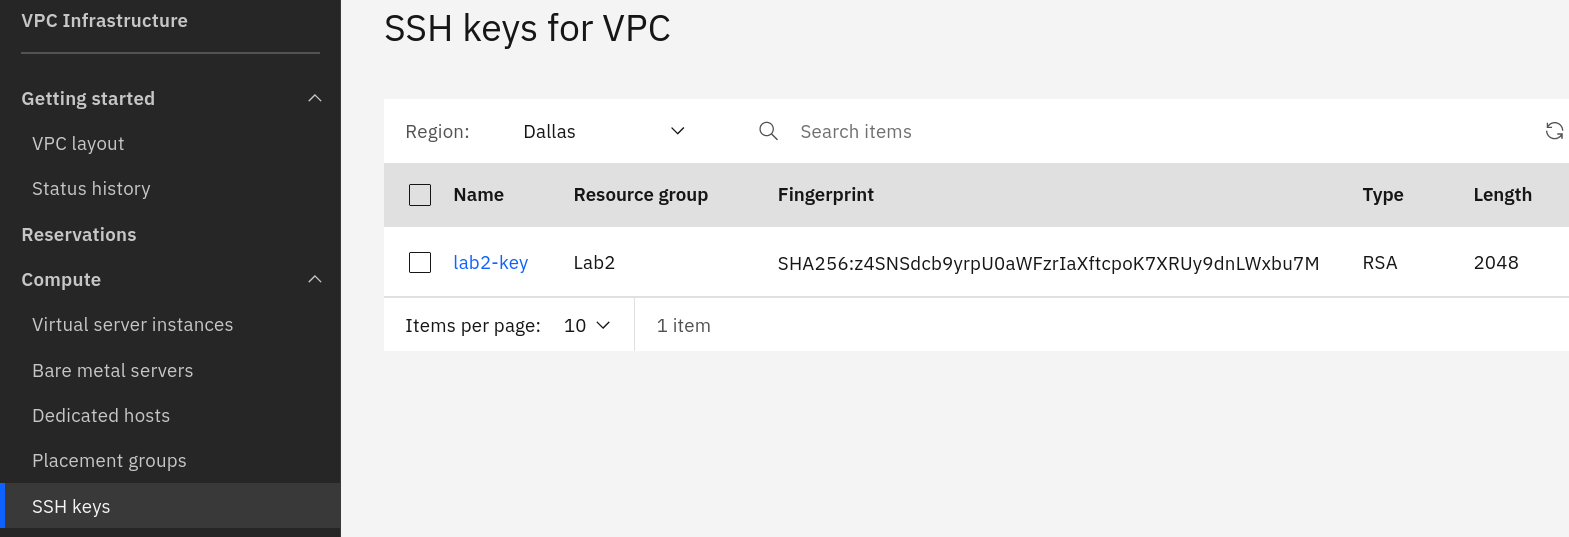 VPC Infrastructure
Getting started
VPC layout
Status history
Reservations
Compute
Virtual server instances
Bare metal servers
Dedicated hosts
Placement groups
SSH keys
SSH keys for VPC
Region: Dallas Search items
Name Resource group Fingerprint Type Length
lab2-key Lab2 SHA256:z4SNSdcb9yrpU0aWFzrIaXftcpoK7XRUy9dnLWxbu7M RSA 2048
Items per page: 10 1 item